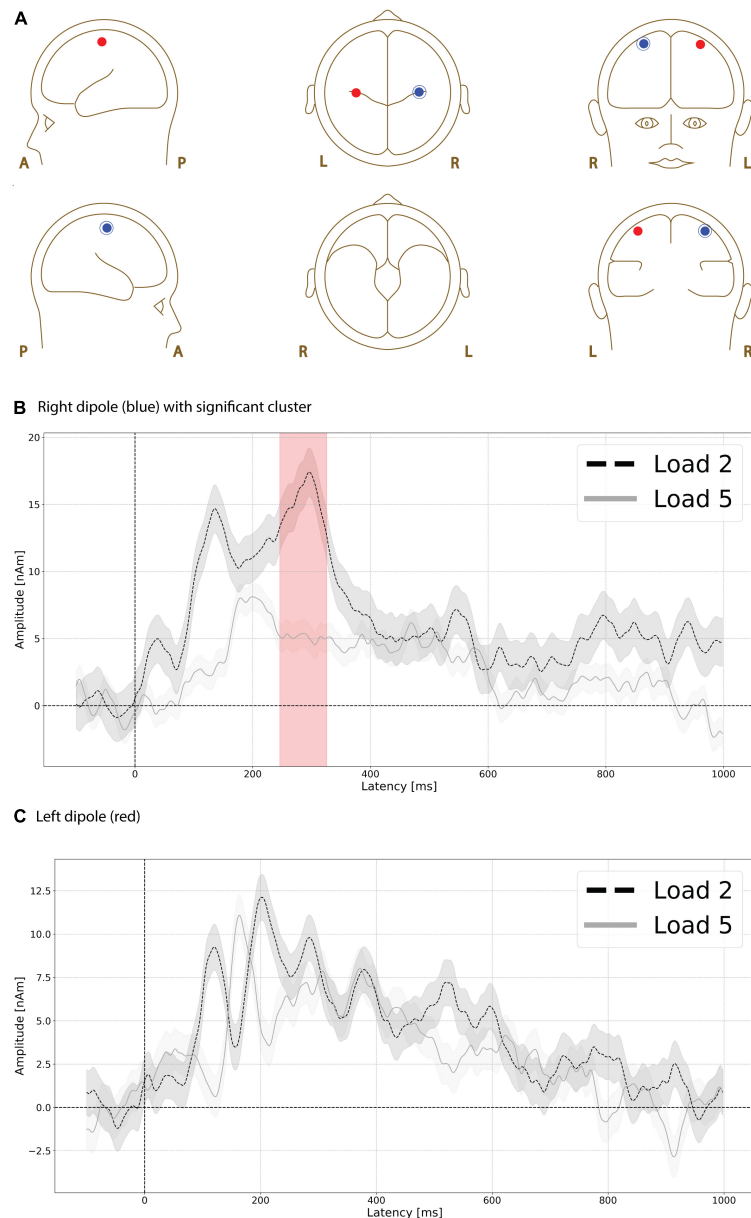 A
A P
L R
R L
P A
R L
L R
B Right dipole (blue) with significant cluster
20
15
10
5
0
Amplitude [nAm]
Load 2
Load 5
0 200 400 600 800 1000
Latency [ms]
C Left dipole (red)
12.5
10.0
7.5
5.0
2.5
0.0
−2.5
Amplitude [nAm]
Load 2
Load 5
0 200 400 600 800 1000
Latency [ms]